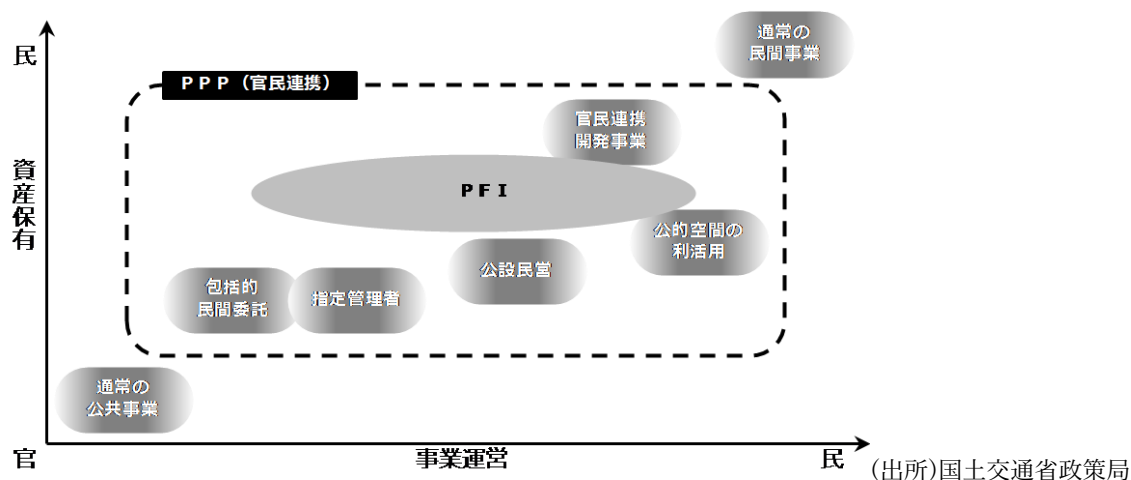 通常の
民間事業
民
PPP(官民連携)
官民連携
開発事業
資産保有
PFI
公的空間の
利活用
公設民営
包括的
民間委託
指定管理者
通常の
公共事業
官
事業運営
民
(出所)国土交通省政策局